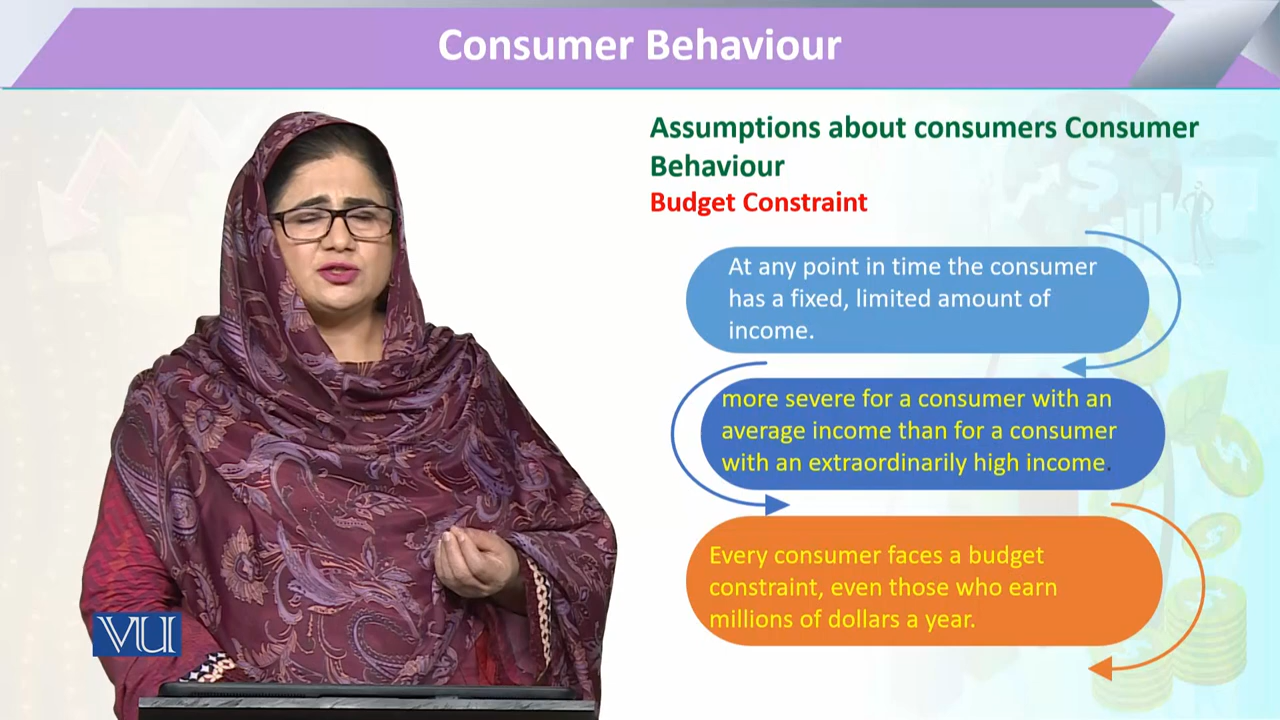 Consumer Behaviour
Assumptions about consumers Consumer
Behaviour
Budget Constraint
At any point in time the consumer
has a fixed, limited amount of
income.
more severe for a consumer with an
average income than for a consumer
with an extraordinarily high income.
Every consumer faces a budget
constraint, even those who earn
millions of dollars a year.
VU